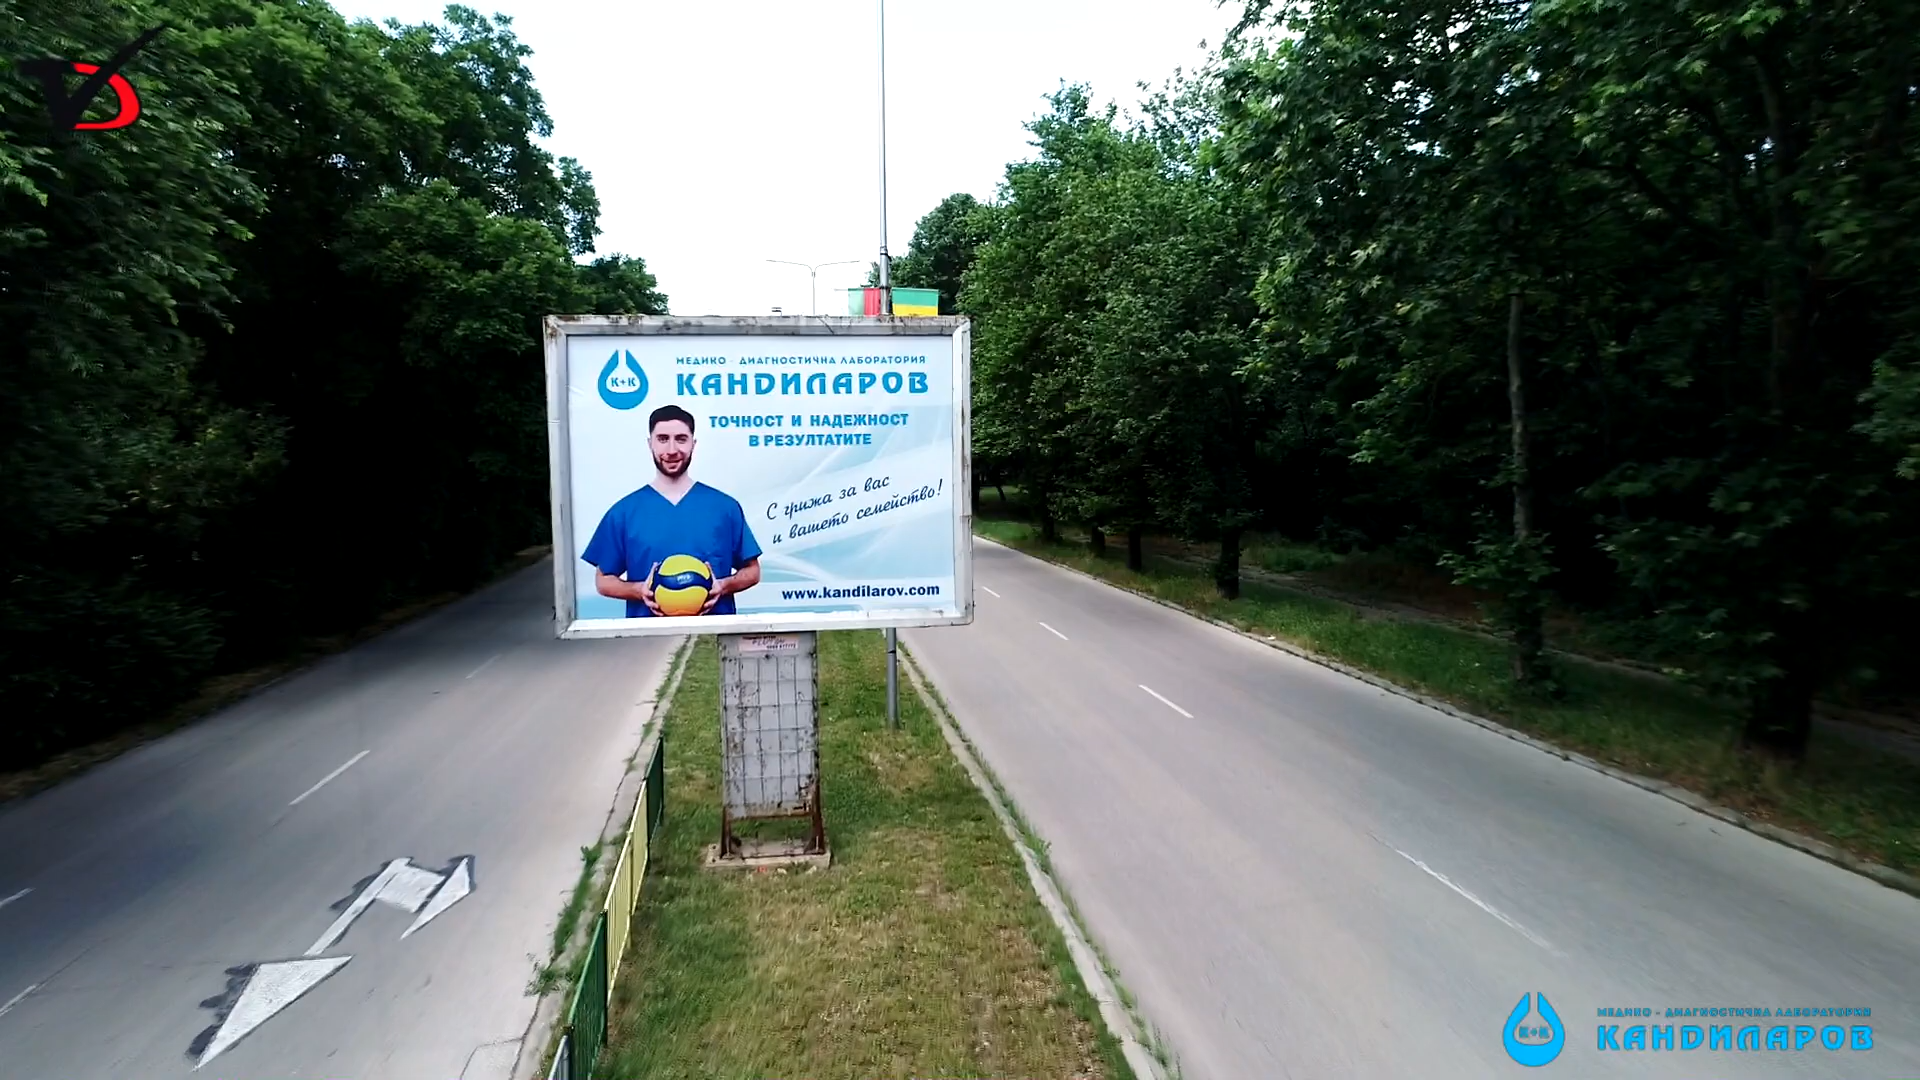 МЕДИКО - ДИАГНОСТИЧНА ЛАБОРАТОРИЯ
К+К
КАНДИЛАРОВ
ТОЧНОСТ И НАДЕЖНОСТ
В РЕЗУЛТАТИТЕ
С грижа за вас
и вашето семейство!
www.kandilarov.com
МЕДИКО - ДИАГНОСТИЧНА ЛАБОРАТОРИЯ
К+К
КАНДИЛАРОВ